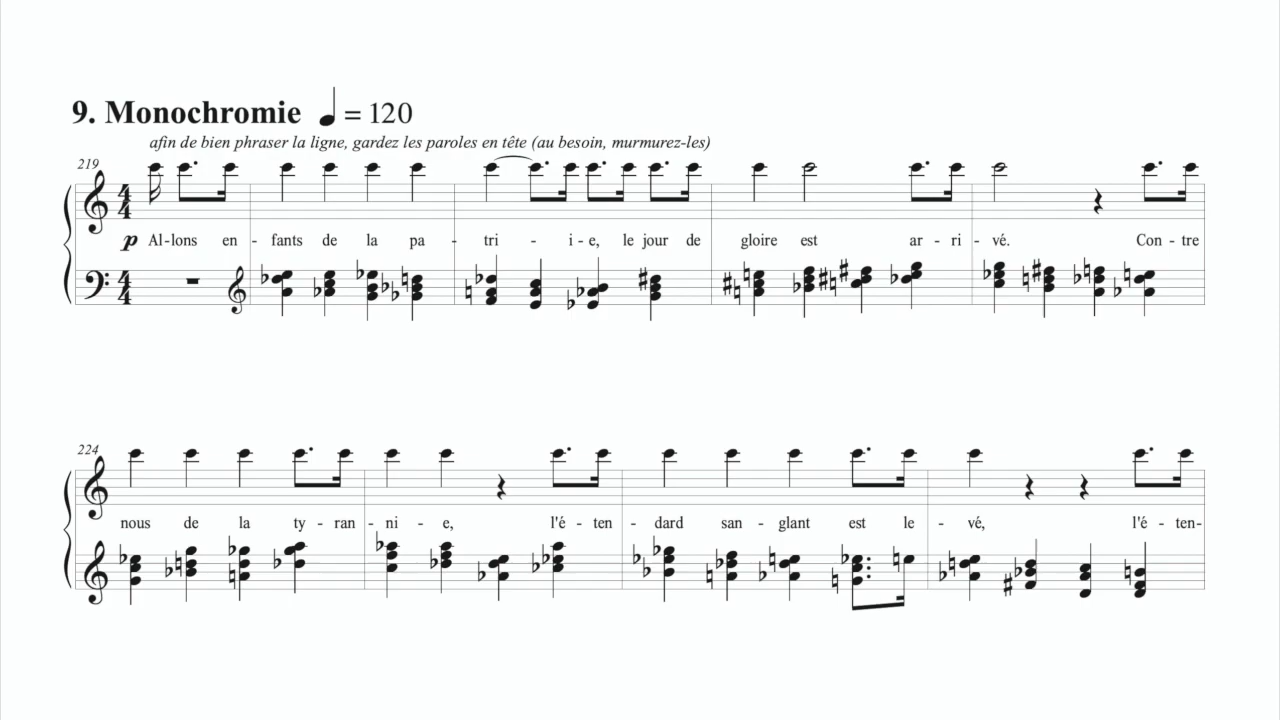 9. Monochromie ♩ = 120
afin de bien phraser la ligne, gardez les paroles en tête (au besoin, murmurez-les)
219
p Al-lons en - fants de la pa - tri - i - e, le jour de gloire est ar - ri - vé. Con - tre
224
nous de la ty - ran - ni - e, l'é - ten - dard san - glant est le - vé, l'é - ten-